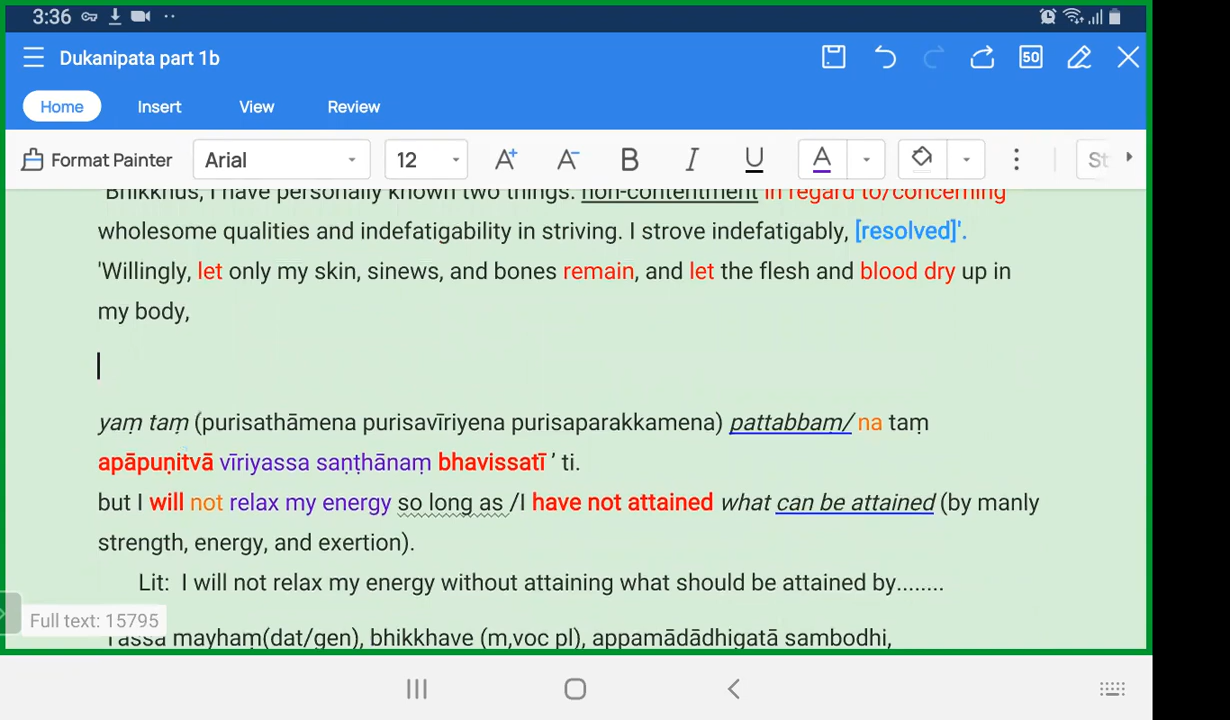 3:36
Dukanipata part 1b
50
Home Insert View Review
Format Painter Arial 12 A+ A- B I U A St
'Bhikkhus, I have personally known two things: non-contentment in regard to/concerning
wholesome qualities and indefatigability in striving. I strove indefatigably, [resolved]'.
'Willingly, let only my skin, sinews, and bones remain, and let the flesh and blood dry up in
my body,
yaṃ taṃ (purisathāmena purisavīriyena purisaparakkamena) pattabbaṃ/ na taṃ
apāpuṇitvā vīriyassa saṇṭhānaṃ bhavissatī ' ti.
but I will not relax my energy so long as /I have not attained what can be attained (by manly
strength, energy, and exertion).
Lit: I will not relax my energy without attaining what should be attained by........
Full text: 15795
Tassa mayhaṃ(dat/gen), bhikkhave (m,voc pl), appamādādhigatā sambodhi,